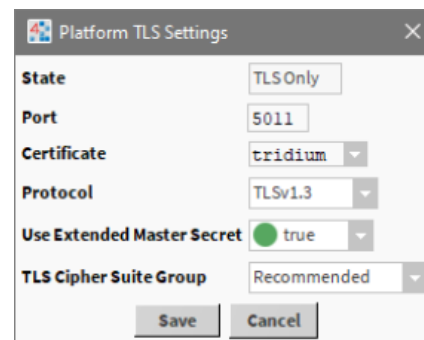 Platform TLS Settings
State TLS Only
Port 5011
Certificate tridium
Protocol TLSv1.3
Use Extended Master Secret true
TLS Cipher Suite Group Recommended
Save Cancel